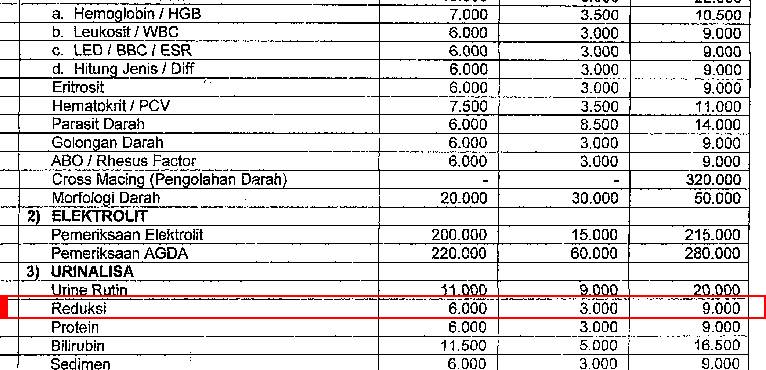 a. Hemoglobin / HGB 7.000 3.500 10.500
b. Leukosit / WBC 6.000 3.000 9.000
c. LED / BBC / ESR 6.000 3.000 9.000
d. Hitung Jenis / Diff 6.000 3.000 9.000
Eritrosit 6.000 3.000 9.000
Hematokrit / PCV 7.500 3.500 11.000
Parasit Darah 6.000 8.500 14.000
Golongan Darah 6.000 3.000 9.000
ABO / Rhesus Factor 6.000 3.000 9.000
Cross Macing (Pengolahan Darah) - - 320.000
Morfologi Darah 20.000 30.000 50.000
2) ELEKTROLIT
Pemeriksaan Elektrolit 200.000 15.000 215.000
Pemeriksaan AGDA 220.000 60.000 280.000
3) URINALISA
Urine Rutin 11.000 9.000 20.000
Reduksi 6.000 3.000 9.000
Protein 6.000 3.000 9.000
Bilirubin 11.500 5.000 16.500
Sedimen 6.000 3.000 9.000